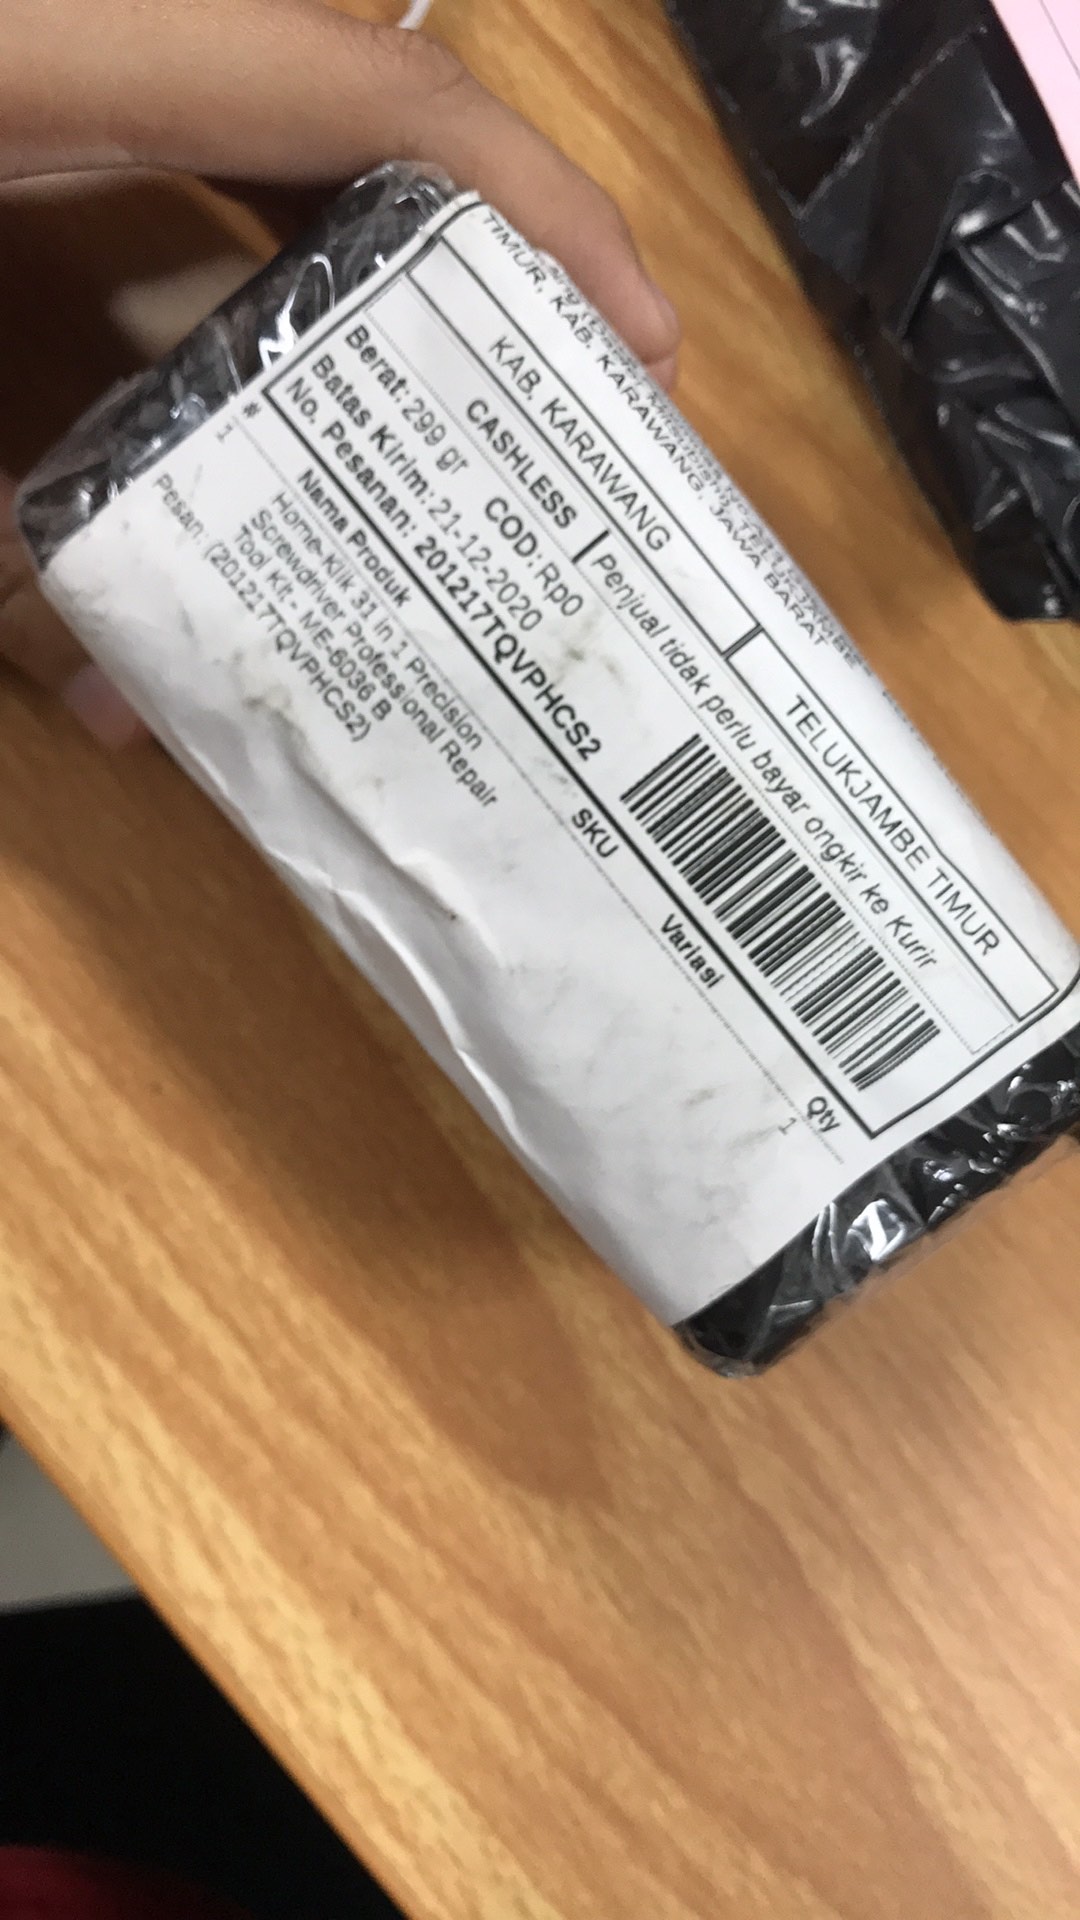 TIMUR, KAB. KARAWANG, JAWA BARAT
KAB. KARAWANG TELUKJAMBE TIMUR
CASHLESS Penjual tidak perlu bayar ongkir ke Kurir
Berat: 299 gr COD: Rp0
Batas Kirim: 21-12-2020
No. Pesanan: 201217TQVPHCS2
# Nama Produk SKU Variasi Qty
1 Home-Klik 31 in 1 Precision 1
Screwdriver Professional Repair
Tool Kit - ME-6036 B
Pesan: (201217TQVPHCS2)